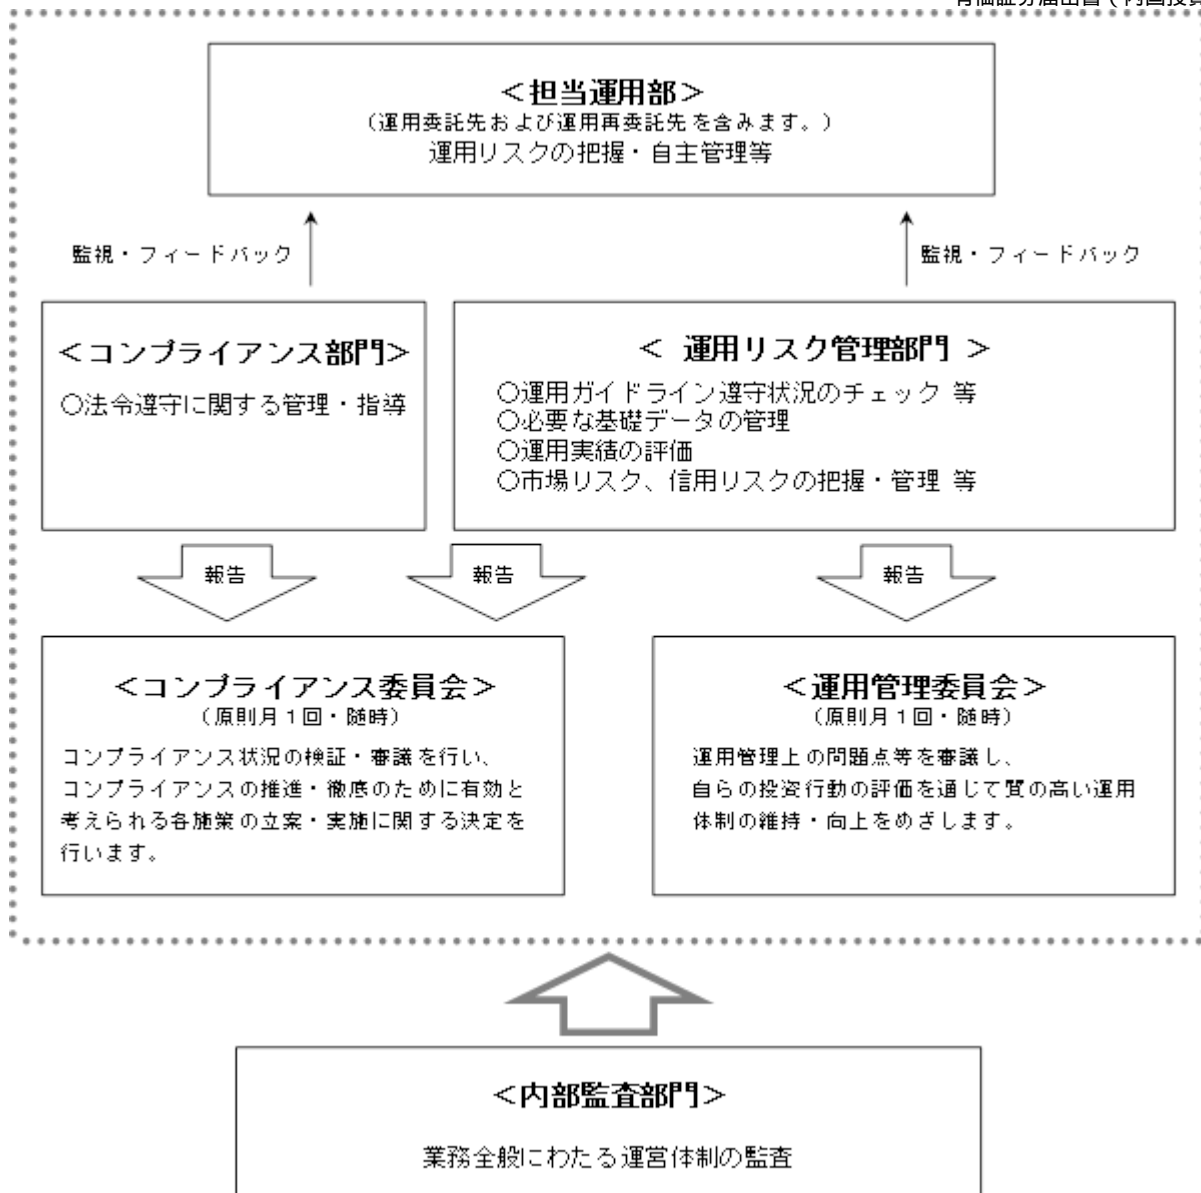 有価証券届出書（内国投資
＜担当運用部＞
（運用委託先および運用再委託先を含みます。）
運用リスクの把握・自主管理等
監視・フィードバック
監視・フィードバック
＜コンプライアンス部門＞
○法令遵守に関する管理・指導
＜ 運用リスク管理部門 ＞
○運用ガイドライン遵守状況のチェック 等
○必要な基礎データの管理
○運用実績の評価
○市場リスク、信用リスクの把握・管理 等
報告
報告
報告
＜コンプライアンス委員会＞
（原則月１回・随時）
コンプライアンス状況の検証・審議を行い、
コンプライアンスの推進・徹底のために有効と
考えられる各施策の立案・実施に関する決定を
行います。
＜運用管理委員会＞
（原則月１回・随時）
運用管理上の問題点等を審議し、
自らの投資行動の評価を通じて質の高い運用
体制の維持・向上をめざします。
＜内部監査部門＞
業務全般にわたる運営体制の監査